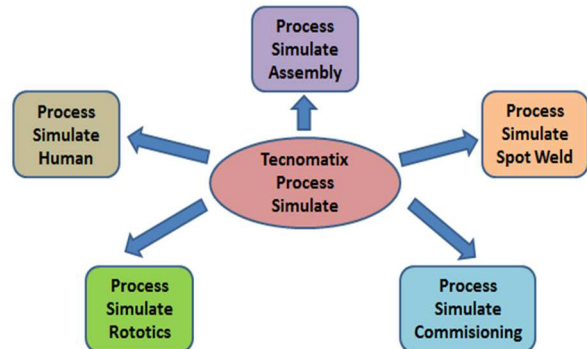 Process
Simulate
Assembly
Process
Simulate
Human
Process
Simulate
Spot Weld
Tecnomatix
Process
Simulate
Process
Simulate
Rototics
Process
Simulate
Commisioning